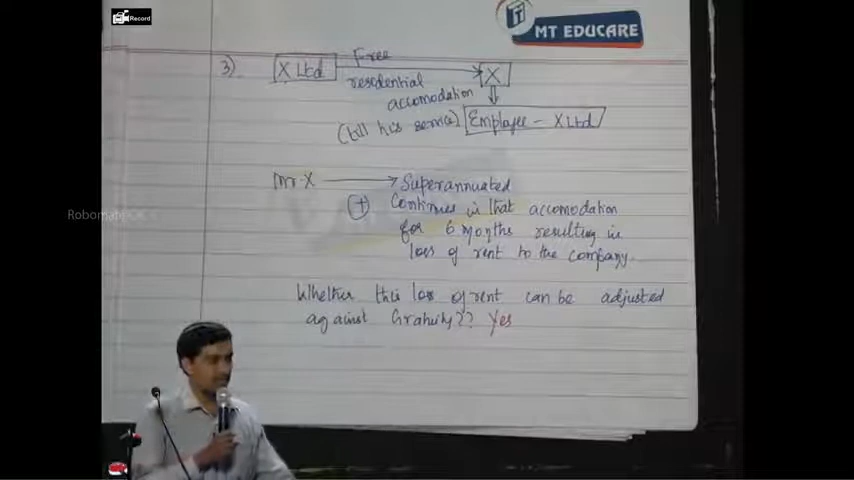 Record
MT EDUCARE
3) X Ltd Free X
residential
accomodation
(till his service) Employee - X Ltd
Mr X Superannuated
+ Continues in that accomodation
for 6 months resulting in
loss of rent to the company.
Whether this loss of rent can be adjusted
against Gratuity?? Yes